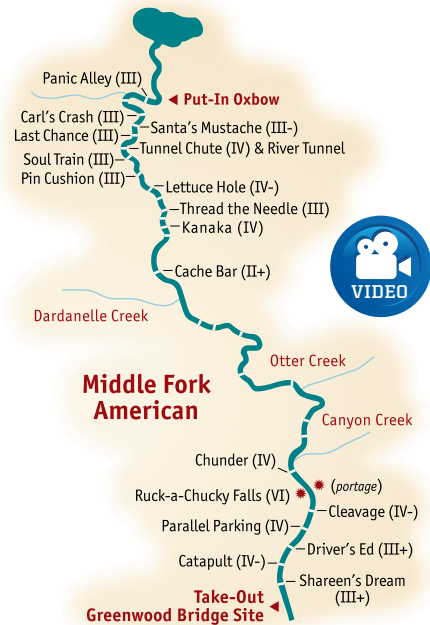 Panic Alley (III)
Put-In Oxbow
Carl's Crash (III)
Santa's Mustache (III-)
Last Chance (III)
Tunnel Chute (IV) & River Tunnel
Soul Train (III)
Pin Cushion (III)
Lettuce Hole (IV-)
Thread the Needle (III)
Kanaka (IV)
Cache Bar (II+)
VIDEO
Dardanelle Creek
Otter Creek
Middle Fork
American
Canyon Creek
Chunder (IV)
(portage)
Ruck-a-Chucky Falls (VI)
Cleavage (IV-)
Parallel Parking (IV)
Driver's Ed (III+)
Catapult (IV-)
Shareen's Dream
(III+)
Take-Out
Greenwood Bridge Site